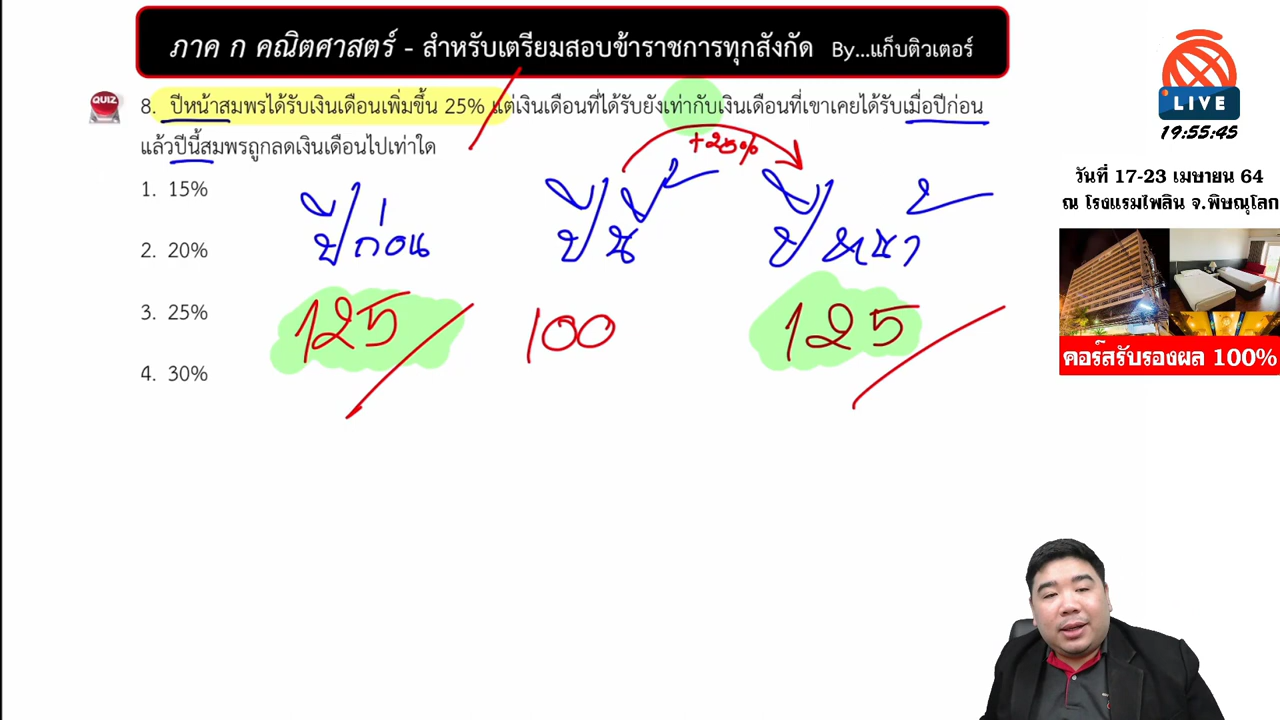 ภาค ก คณิตศาสตร์ - สำหรับเตรียมสอบข้าราชการทุกสังกัด By...แก็บติวเตอร์
QUIZ
8. ปีหน้าสมพรได้รับเงินเดือนเพิ่มขึ้น 25% แต่เงินเดือนที่ได้รับยังเท่ากับเงินเดือนที่เขาเคยได้รับเมื่อปีก่อน
แล้วปีนี้สมพรถูกลดเงินเดือนไปเท่าใด
+25%
1. 15%
2. 20%
3. 25%
4. 30%
ปีก่อน ปีนี้ ปีหน้า
125 100 125
LIVE
19:55:45
วันที่ 17-23 เมษายน 64
ณ โรงแรมไพลิน จ.พิษณุโลก
คอร์สรับรองผล 100%